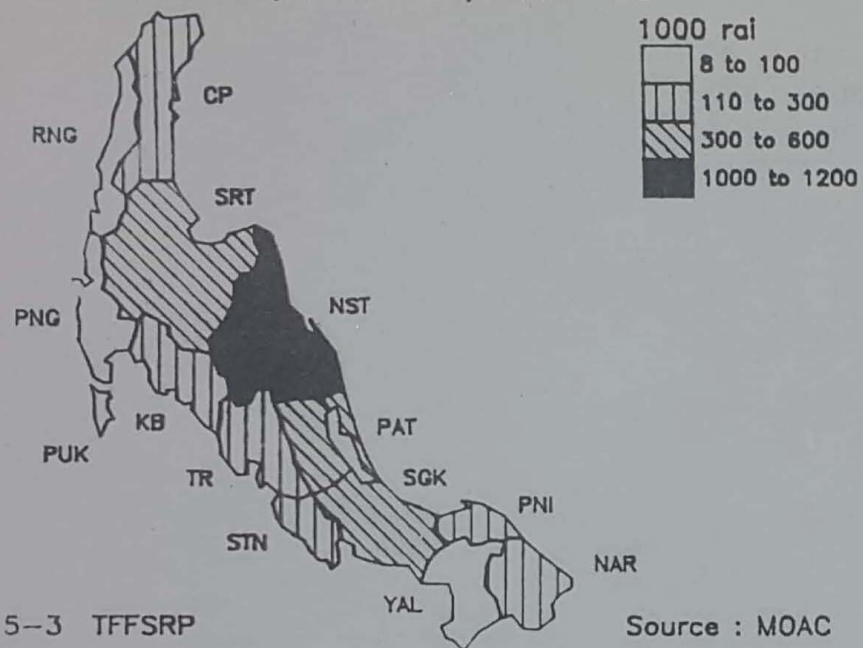 1000 rai
8 to 100
110 to 300
300 to 600
1000 to 1200
CP
RNG
SRT
NST
PNG
KB
PAT
PUK
TR
SGK
PNI
STN
NAR
YAL
5-3 TFFSRP
Source : MOAC